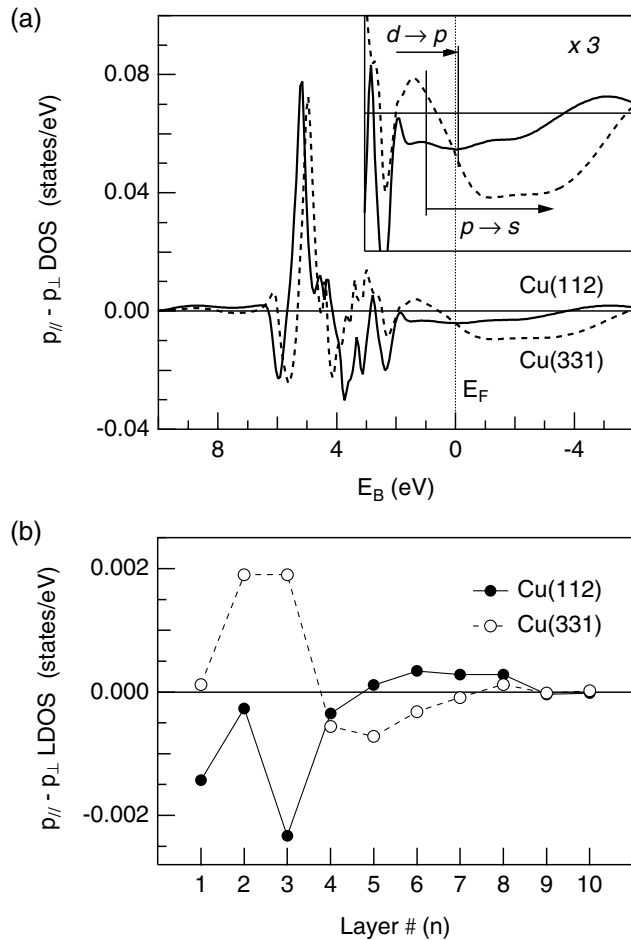 (a)
d → p
x 3
0.08
0.04
0.00
-0.04
p// - p⊥ DOS (states/eV)
Cu(112)
Cu(331)
E_F
8 4 0 -4
E_B (eV)
(b)
0.002
0.000
-0.002
p// - p⊥ LDOS (states/eV)
Cu(112)
Cu(331)
1 2 3 4 5 6 7 8 9 10
Layer # (n)
p → s